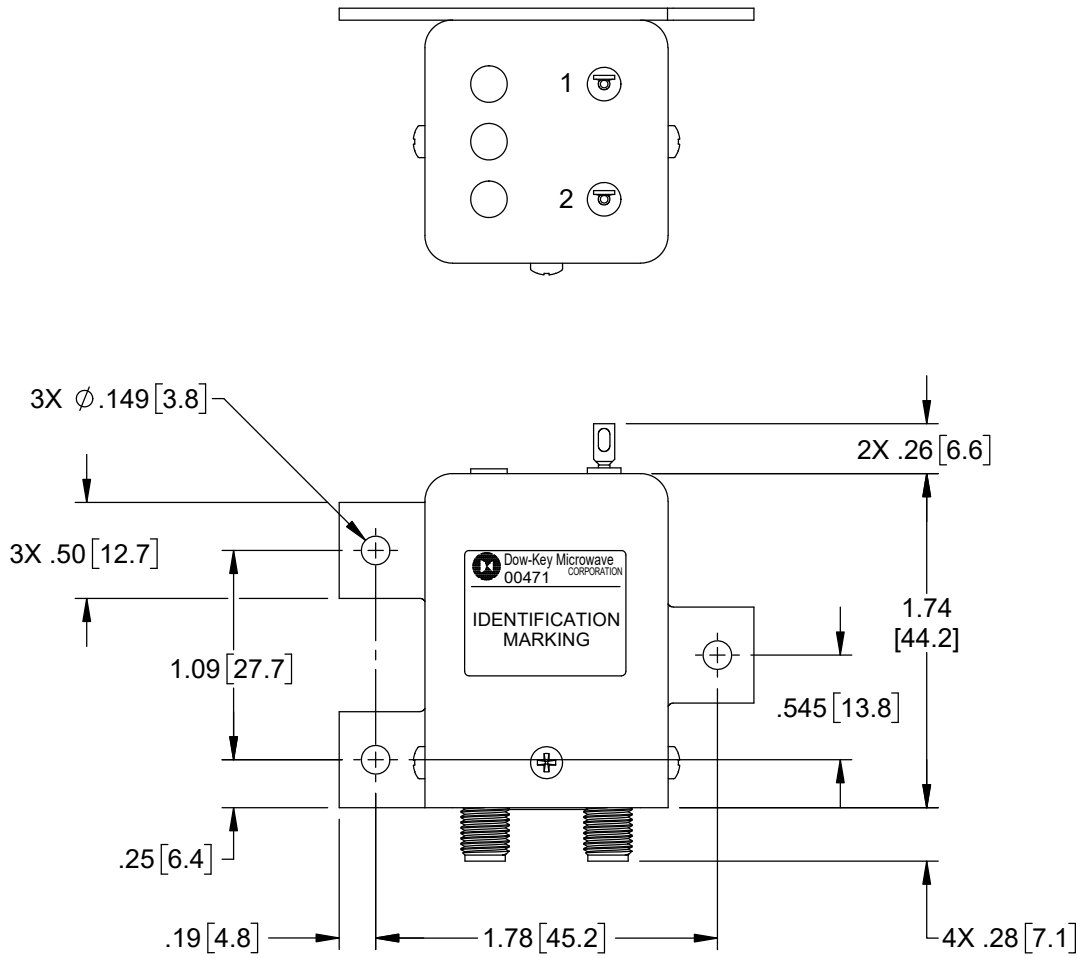 1
2
3X ⌀.149[3.8]
2X .26[6.6]
3X .50[12.7]
Dow-Key Microwave
00471 CORPORATION
IDENTIFICATION
MARKING
1.74
[44.2]
1.09[27.7]
.545[13.8]
.25[6.4]
.19[4.8]
1.78[45.2]
4X .28[7.1]